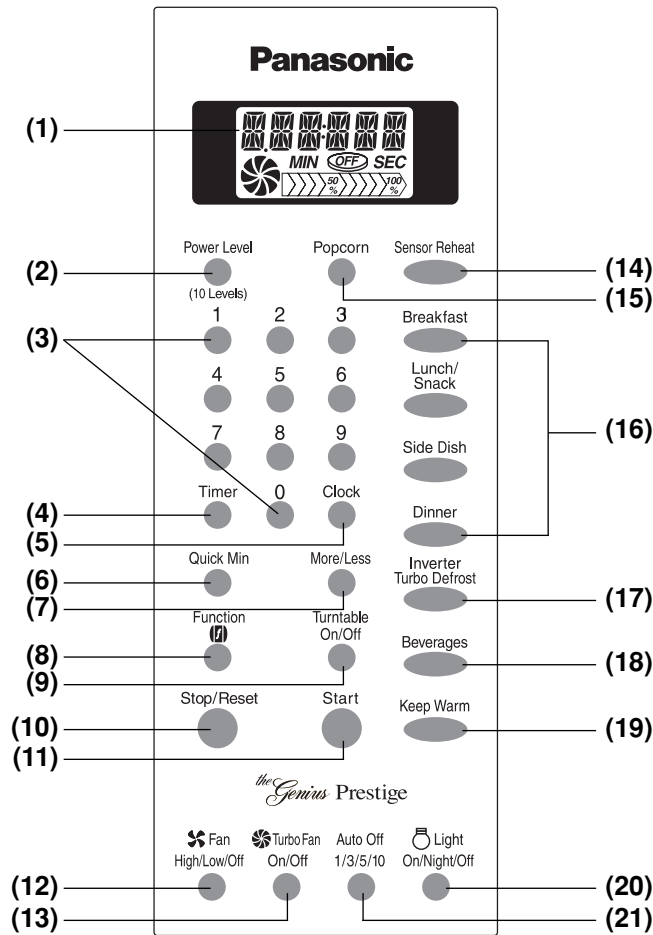 Panasonic
(1)
MIN OFF SEC
50 % 100 %
Power Level
Popcorn
Sensor Reheat
(2)
(10 Levels)
(14)
(15)
1 2 3
Breakfast
(3)
4 5 6
Lunch/
Snack
(16)
7 8 9
Side Dish
Timer 0 Clock
Dinner
(4)
(5)
Quick Min
More/Less
Inverter
Turbo Defrost
(6)
(7)
(17)
Function
Turntable
On/Off
Beverages
(8)
(9)
(18)
Stop/Reset
Start
Keep Warm
(10)
(11)
(19)
the Genius Prestige
Fan
High/Low/Off
Turbo Fan
On/Off
Auto Off
1/3/5/10
Light
On/Night/Off
(12)
(13)
(20)
(21)